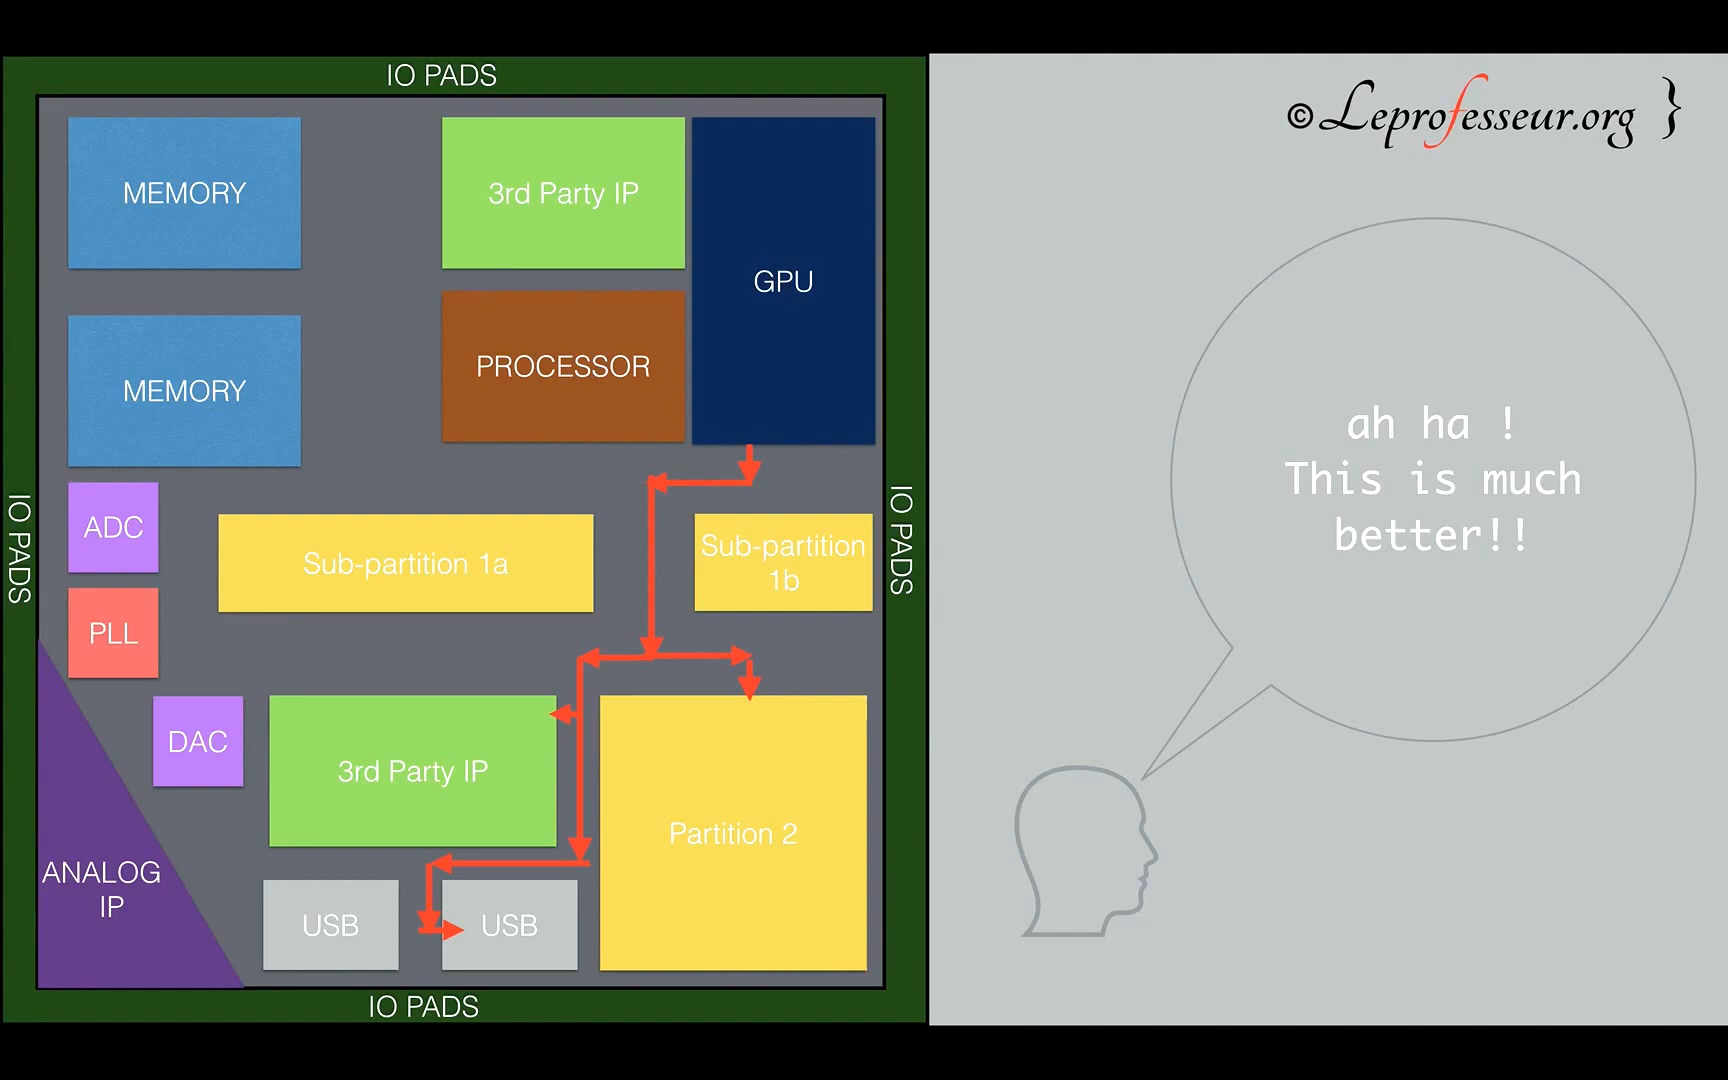 IO PADS
© Leprofesseur.org }
MEMORY
3rd Party IP
GPU
PROCESSOR
MEMORY
ah ha !
This is much
better!!
IO PADS
IO PADS
ADC
Sub-partition 1a
Sub-partition
1b
PLL
DAC
3rd Party IP
Partition 2
ANALOG
IP
USB
USB
IO PADS